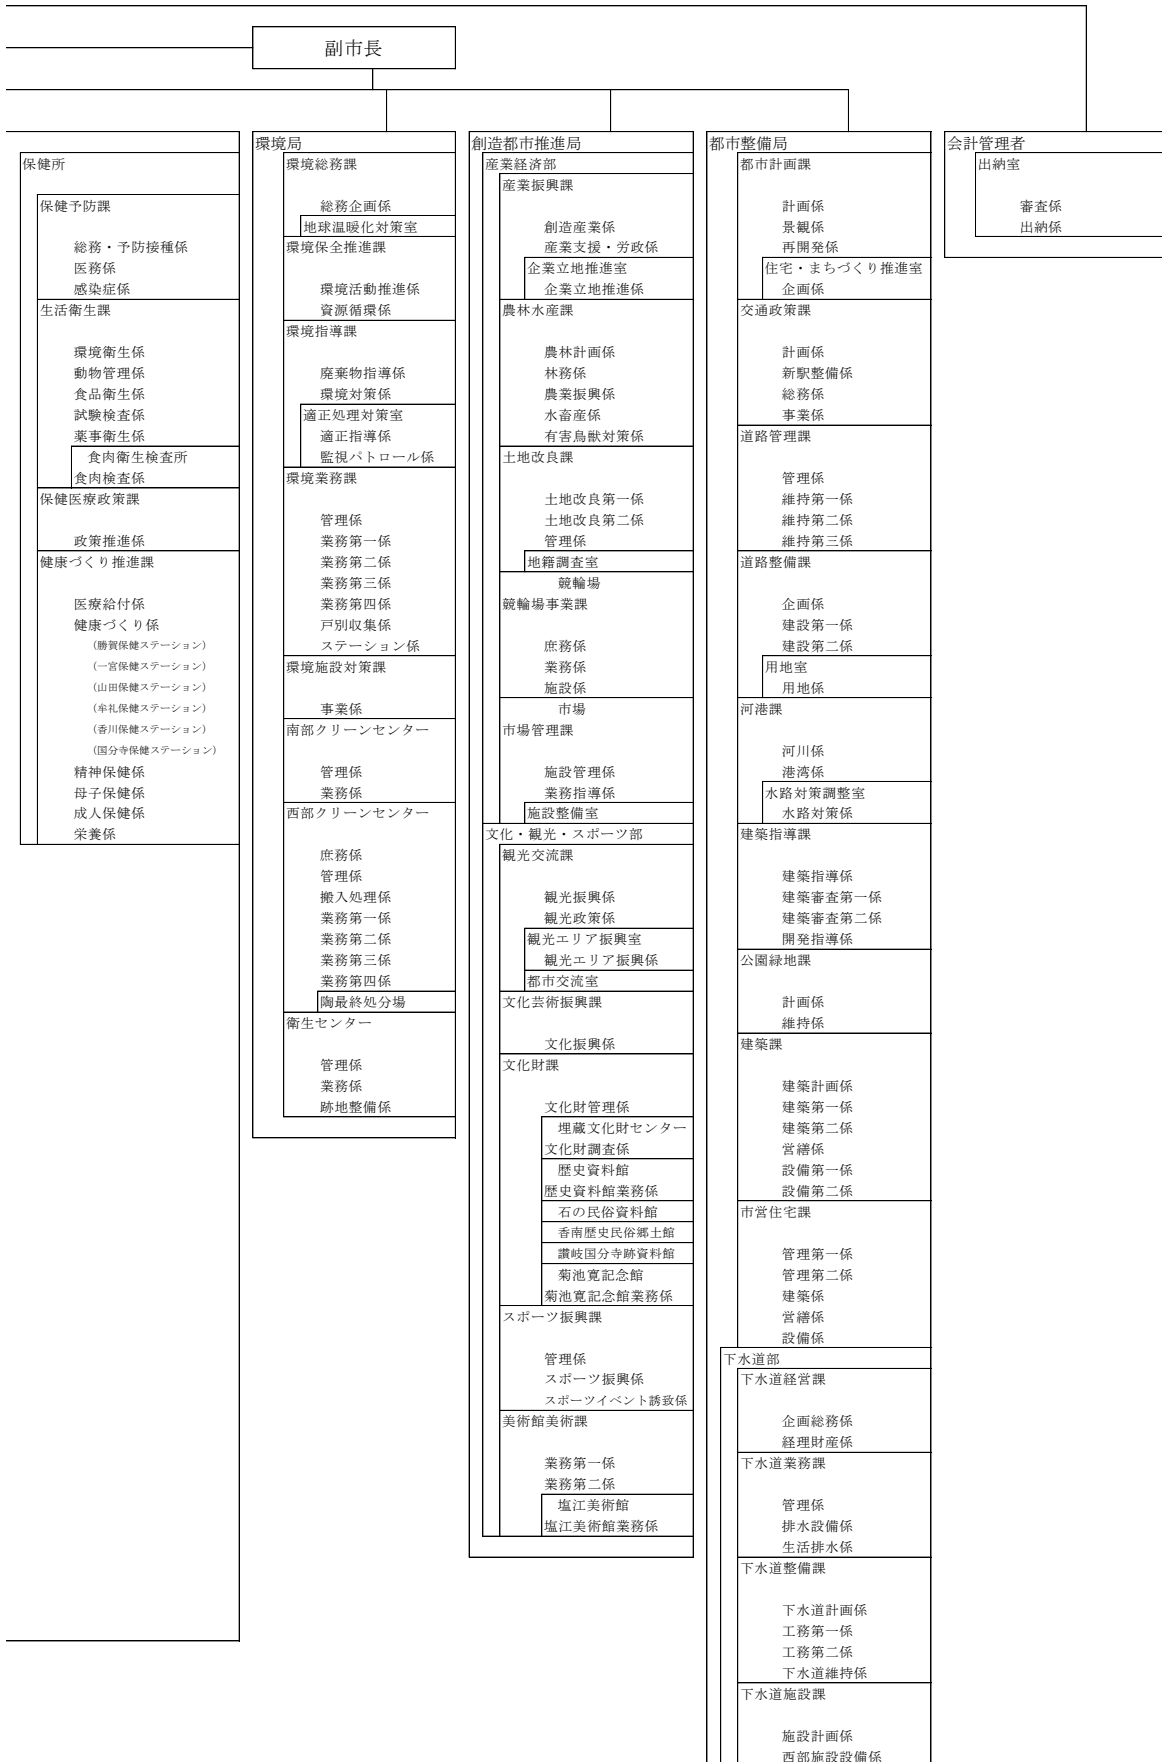 副市長
保健所
保健予防課
総務・予防接種係
医務係
感染症係
生活衛生課
環境衛生係
動物管理係
食品衛生係
試験検査係
薬事衛生係
食肉衛生検査所
食肉検査係
保健医療政策課
政策推進係
健康づくり推進課
医療給付係
健康づくり係
(勝賀保健ステーション)
(一宮保健ステーション)
(山田保健ステーション)
(牟礼保健ステーション)
(香川保健ステーション)
(国分寺保健ステーション)
精神保健係
母子保健係
成人保健係
栄養係
環境局
環境総務課
総務企画係
地球温暖化対策室
環境保全推進課
環境活動推進係
資源循環係
環境指導課
廃棄物指導係
環境対策係
適正処理対策室
適正指導係
監視パトロール係
環境業務課
管理係
業務第一係
業務第二係
業務第三係
業務第四係
戸別収集係
ステーション係
環境施設対策課
事業係
南部クリーンセンター
管理係
業務係
西部クリーンセンター
庶務係
管理係
搬入処理係
業務第一係
業務第二係
業務第三係
業務第四係
陶最終処分場
衛生センター
管理係
業務係
跡地整備係
創造都市推進局
産業経済部
産業振興課
創造産業係
産業支援・労政係
企業立地推進室
企業立地推進係
農林水産課
農林計画係
林務係
農業振興係
水畜産係
有害鳥獣対策係
土地改良課
土地改良第一係
土地改良第二係
管理係
地籍調査室
競輪場
競輪場事業課
庶務係
業務係
施設係
市場
市場管理課
施設管理係
業務指導係
施設整備室
文化・観光・スポーツ部
観光交流課
観光振興係
観光政策係
観光エリア振興室
観光エリア振興係
都市交流室
文化芸術振興課
文化振興係
文化財課
文化財管理係
埋蔵文化財センター
文化財調査係
歴史資料館
歴史資料館業務係
石の民俗資料館
香南歴史民俗郷土館
讃岐国分寺跡資料館
菊池寛記念館
菊池寛記念館業務係
スポーツ振興課
管理係
スポーツ振興係
スポーツイベント誘致係
美術館美術課
業務第一係
業務第二係
塩江美術館
塩江美術館業務係
都市整備局
都市計画課
計画係
景観係
再開発係
住宅・まちづくり推進室
企画係
交通政策課
計画係
新駅整備係
総務係
事業係
道路管理課
管理係
維持第一係
維持第二係
維持第三係
道路整備課
企画係
建設第一係
建設第二係
用地室
用地係
河港課
河川係
港湾係
水路対策調整室
水路対策係
建築指導課
建築指導係
建築審査第一係
建築審査第二係
開発指導係
公園緑地課
計画係
維持係
建築課
建築計画係
建築第一係
建築第二係
営繕係
設備第一係
設備第二係
市営住宅課
管理第一係
管理第二係
建築係
営繕係
設備係
下水道部
下水道経営課
企画総務係
経理財産係
下水道業務課
管理係
排水設備係
生活排水係
下水道整備課
下水道計画係
工務第一係
工務第二係
下水道維持係
下水道施設課
施設計画係
西部施設設備係
会計管理者
出納室
審査係
出納係